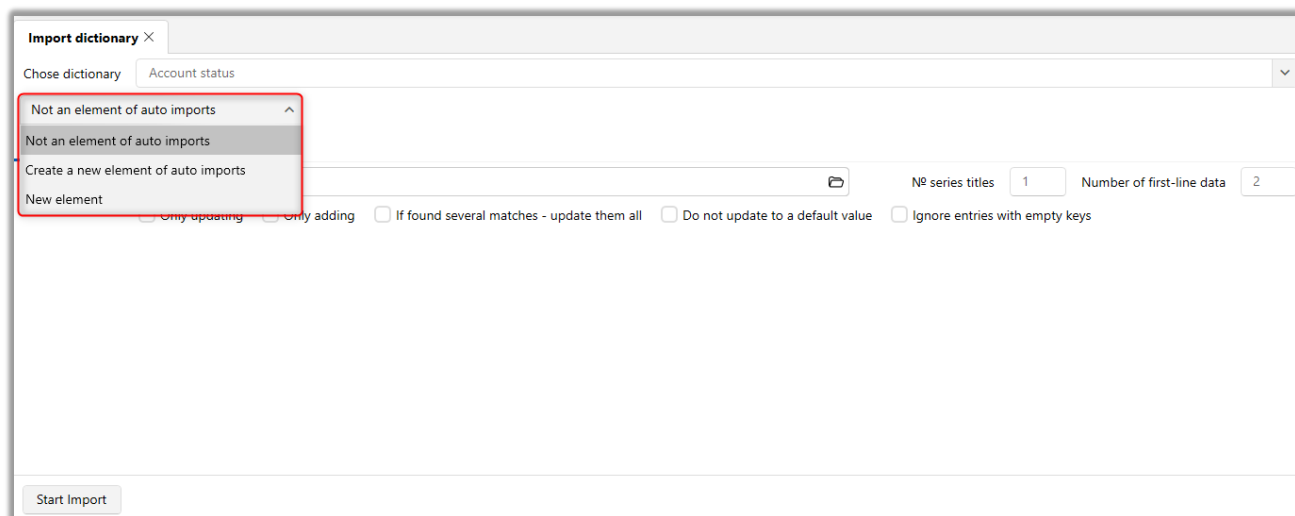 Import dictionary
Chose dictionary Account status
Not an element of auto imports
Not an element of auto imports
Create a new element of auto imports
New element
Nº series titles 1 Number of first-line data 2
Only updating Only adding If found several matches - update them all Do not update to a default value Ignore entries with empty keys
Start Import